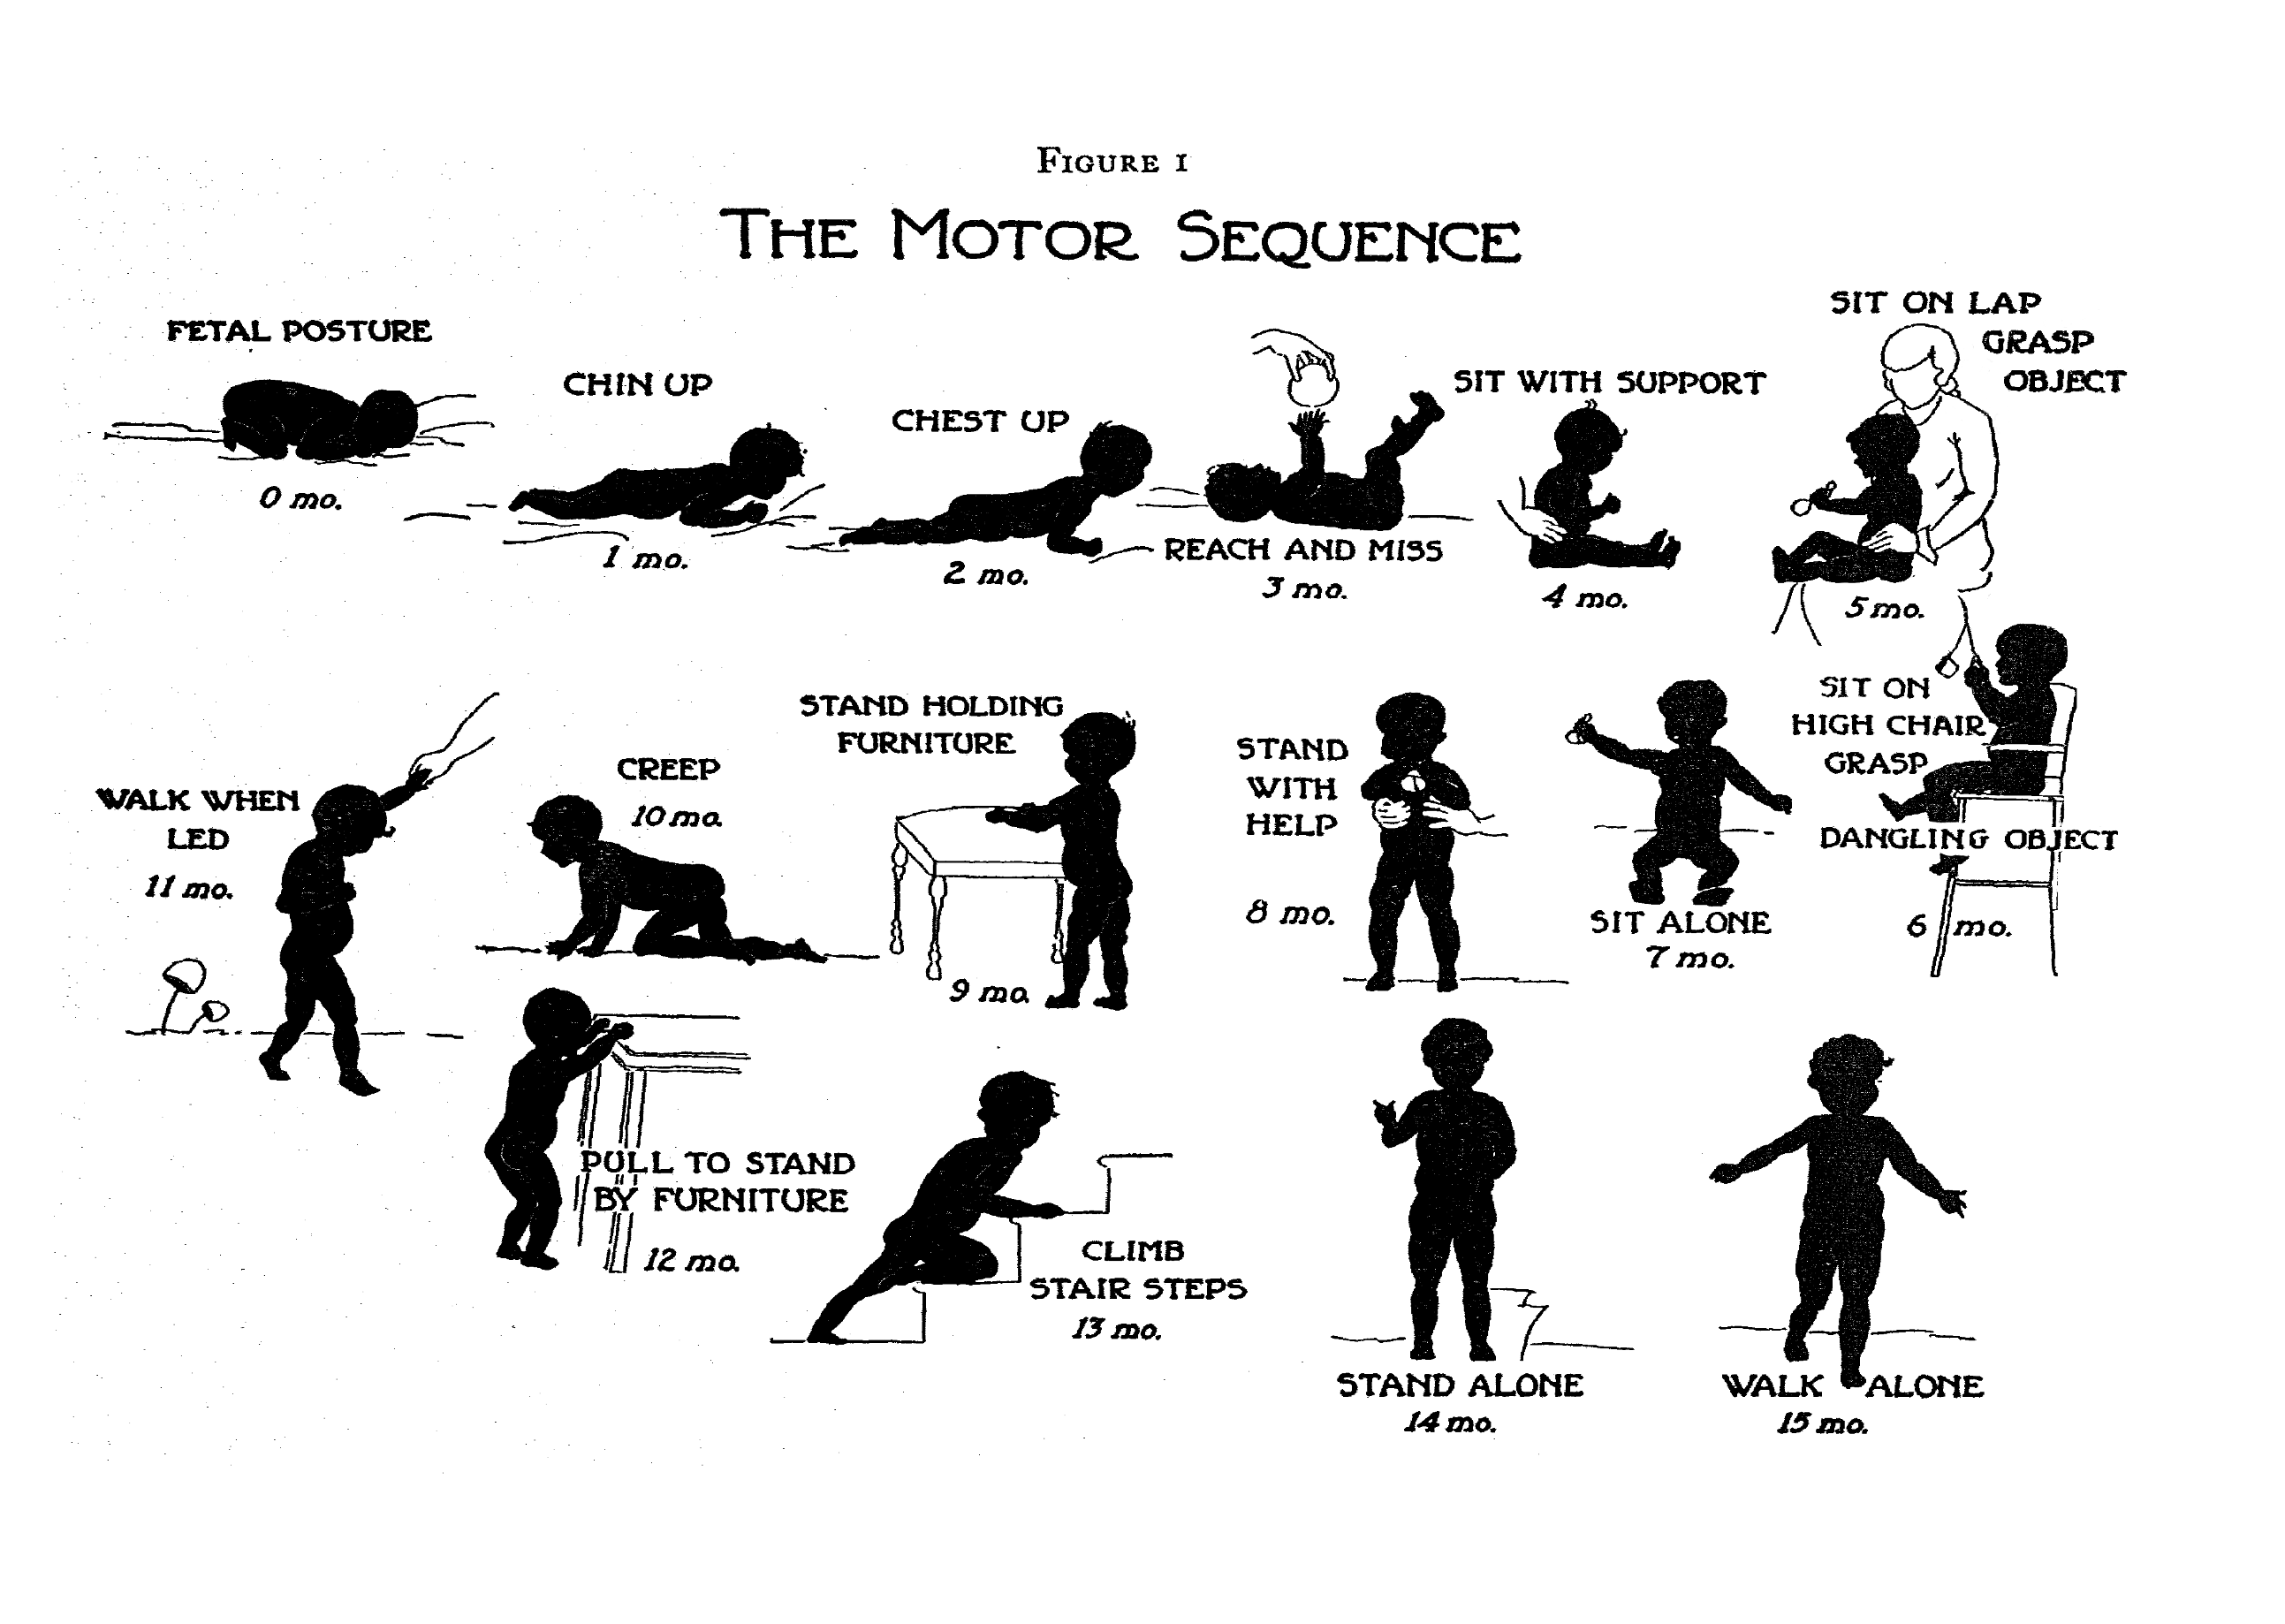 FIGURE I
THE MOTOR SEQUENCE
FETAL POSTURE
0 mo.
CHIN UP
1 mo.
CHEST UP
2 mo.
REACH AND MISS
3 mo.
SIT WITH SUPPORT
4 mo.
SIT ON LAP
GRASP
OBJECT
5 mo.
SIT ON
HIGH CHAIR
GRASP
DANGLING OBJECT
6 mo.
SIT ALONE
7 mo.
STAND
WITH
HELP
8 mo.
STAND HOLDING
FURNITURE
9 mo.
CREEP
10 mo.
WALK WHEN
LED
11 mo.
PULL TO STAND
BY FURNITURE
12 mo.
CLIMB
STAIR STEPS
13 mo.
STAND ALONE
14 mo.
WALK ALONE
15 mo.